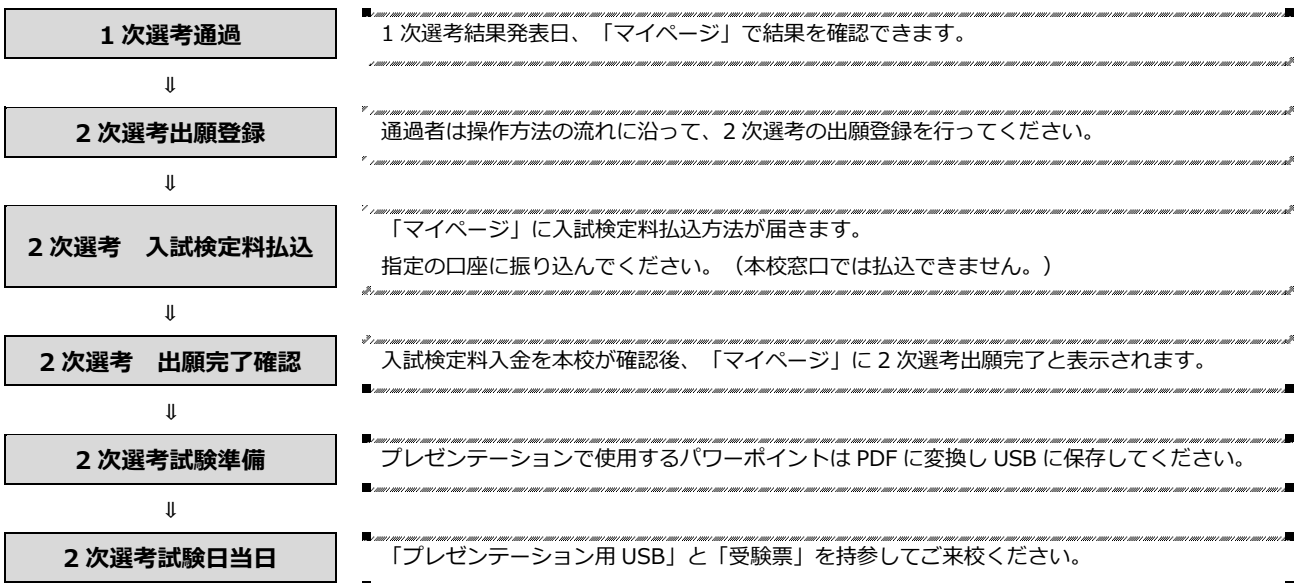 1 次選考通過
1 次選考結果発表日、「マイページ」で結果を確認できます。
⇓
2 次選考出願登録
通過者は操作方法の流れに沿って、2 次選考の出願登録を行ってください。
⇓
2 次選考　入試検定料払込
「マイページ」に入試検定料払込方法が届きます。
指定の口座に振り込んでください。（本校窓口では払込できません。）
⇓
2 次選考　出願完了確認
入試検定料入金を本校が確認後、「マイページ」に 2 次選考出願完了と表示されます。
⇓
2 次選考試験準備
プレゼンテーションで使用するパワーポイントは PDF に変換し USB に保存してください。
⇓
2 次選考試験日当日
「プレゼンテーション用 USB」と「受験票」を持参してご来校ください。